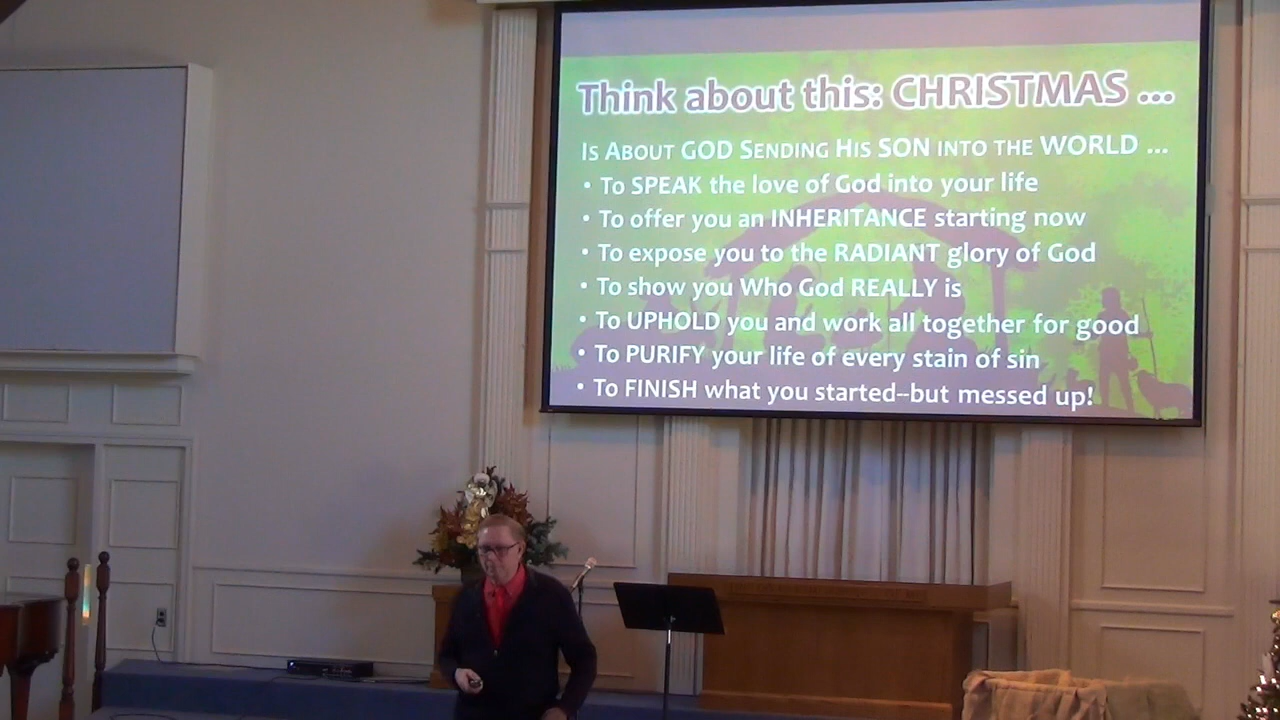 Think about this: CHRISTMAS ...
IS ABOUT GOD SENDING HIS SON INTO THE WORLD ...
• To SPEAK the love of God into your life
• To offer you an INHERITANCE starting now
• To expose you to the RADIANT glory of God
• To show you Who God REALLY is
• To UPHOLD you and work all together for good
• To PURIFY your life of every stain of sin
• To FINISH what you started--but messed up!